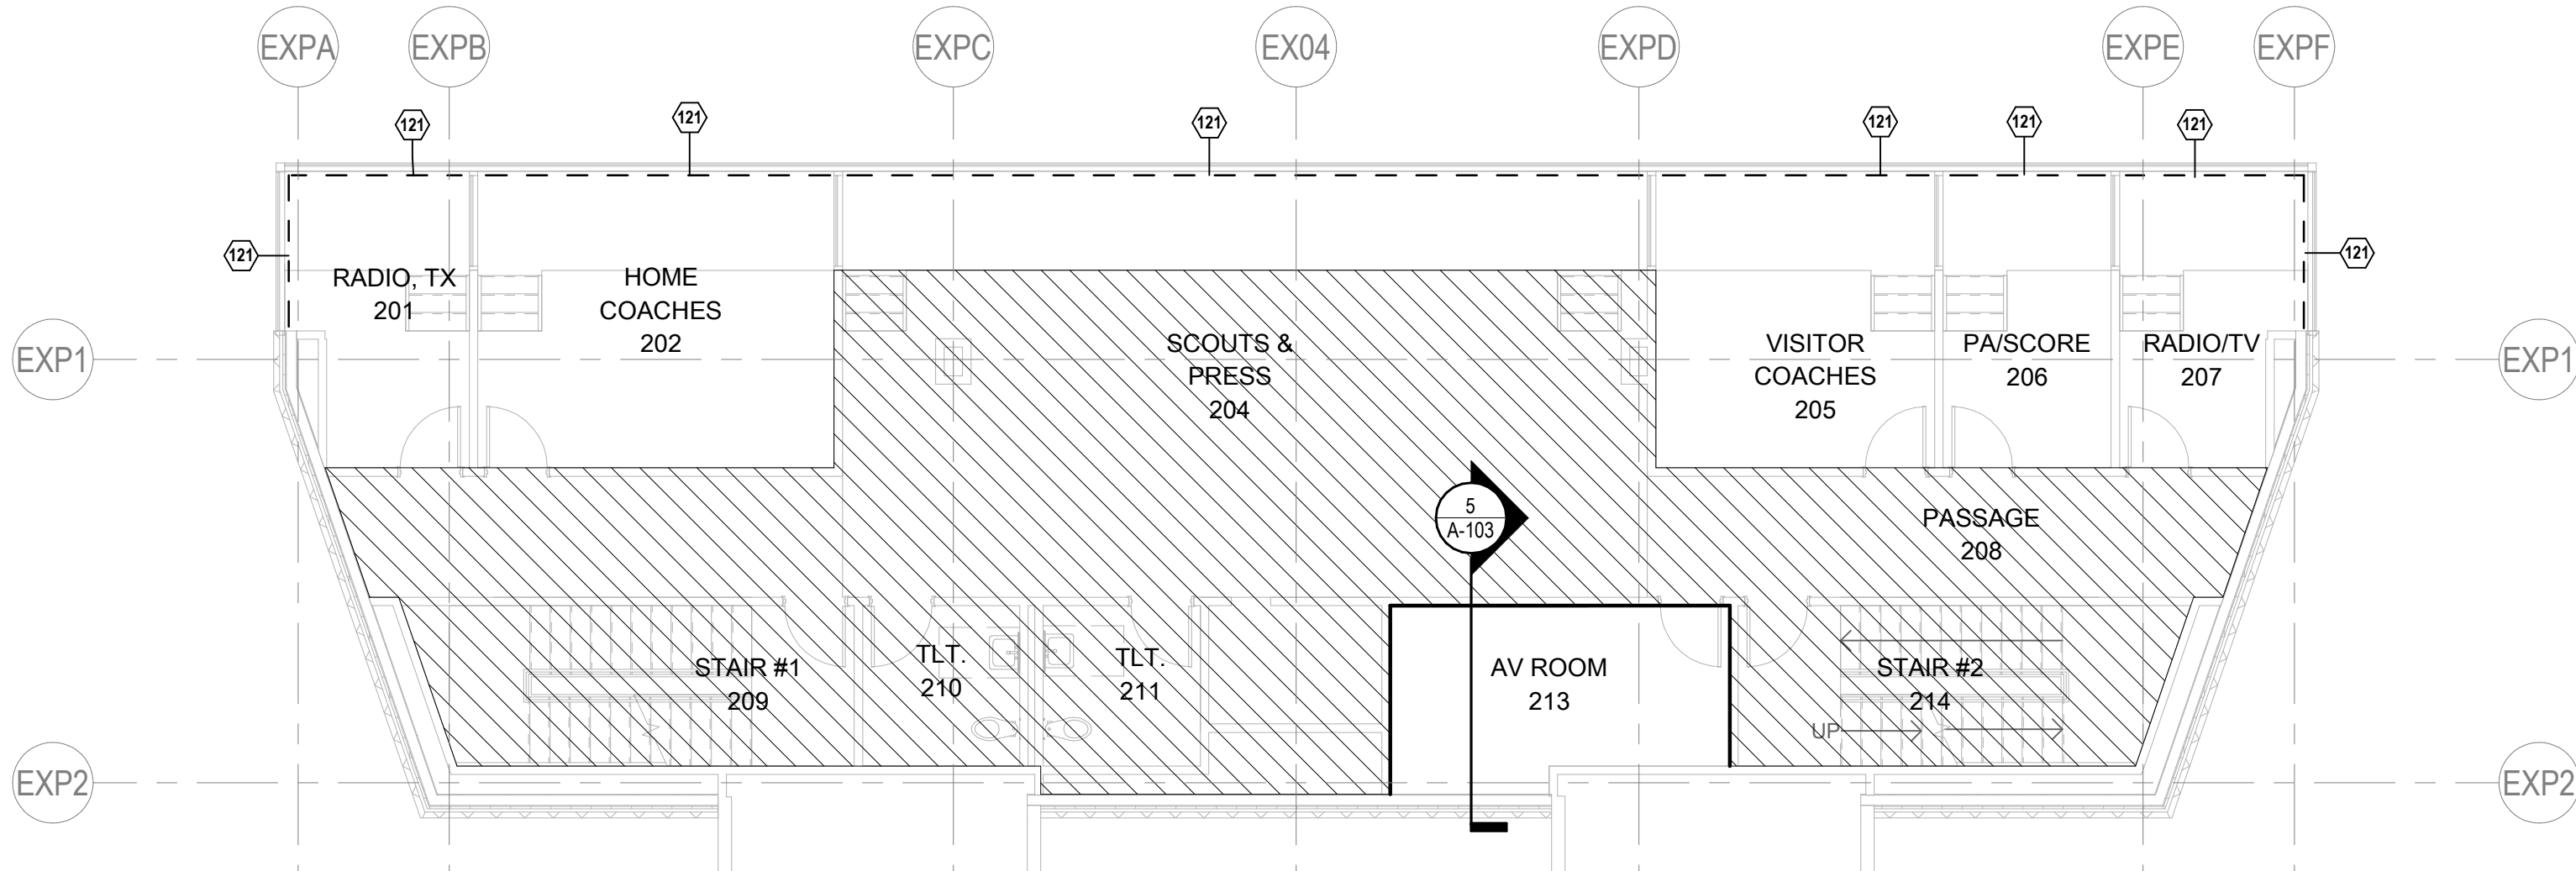 EXPA
EXPB
EXPC
EX04
EXPD
EXPE
EXPF
121
121
121
121
121
121
121
121
RADIO, TX
201
HOME
COACHES
202
SCOUTS &
PRESS
204
VISITOR
COACHES
205
PA/SCORE
206
RADIO/TV
207
EXP1
EXP1
5
A-103
PASSAGE
208
STAIR #1
209
TLT.
210
TLT.
211
AV ROOM
213
STAIR #2
214
UP
EXP2
EXP2